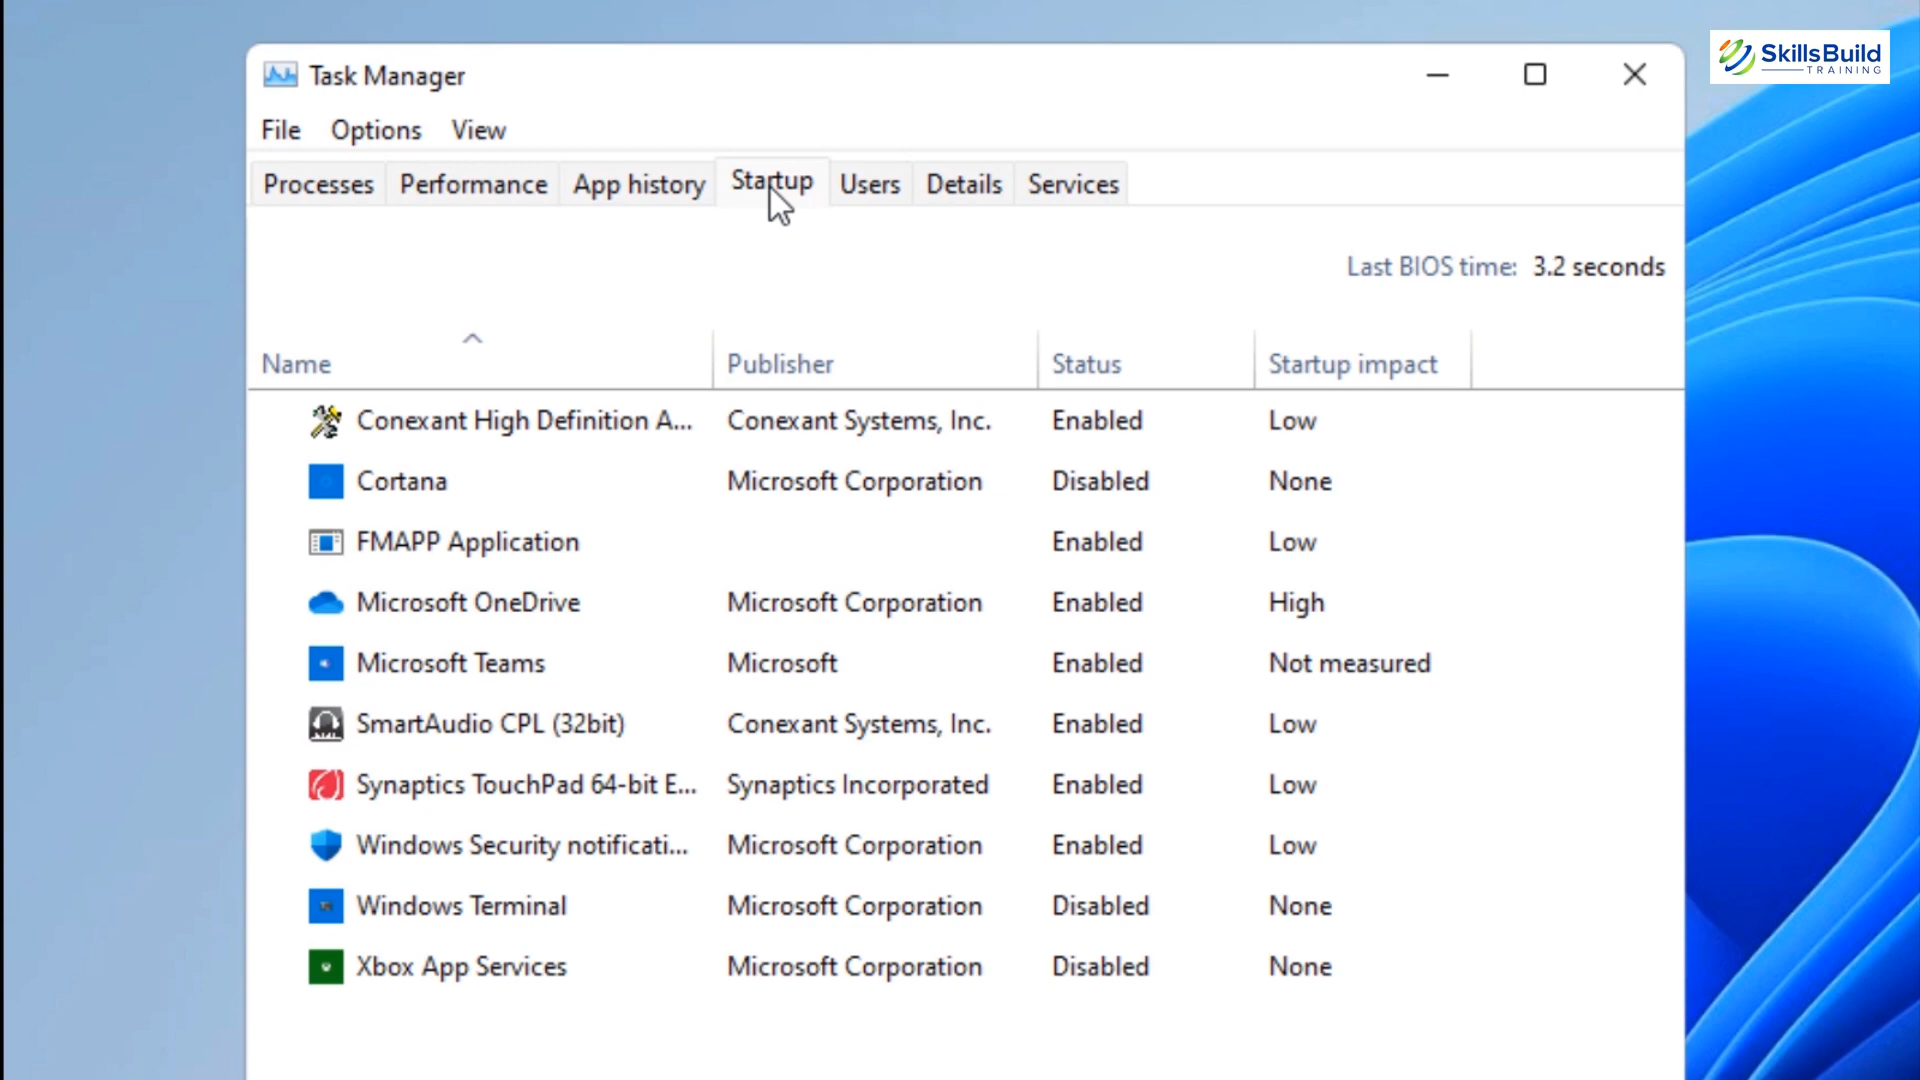 SkillsBuild
TRAINING
Task Manager
File Options View
Processes Performance App history Startup Users Details Services
Last BIOS time: 3.2 seconds
Name Publisher Status Startup impact
Conexant High Definition A... Conexant Systems, Inc. Enabled Low
Cortana Microsoft Corporation Disabled None
FMAPP Application Enabled Low
Microsoft OneDrive Microsoft Corporation Enabled High
Microsoft Teams Microsoft Enabled Not measured
SmartAudio CPL (32bit) Conexant Systems, Inc. Enabled Low
Synaptics TouchPad 64-bit E... Synaptics Incorporated Enabled Low
Windows Security notificati... Microsoft Corporation Enabled Low
Windows Terminal Microsoft Corporation Disabled None
Xbox App Services Microsoft Corporation Disabled None